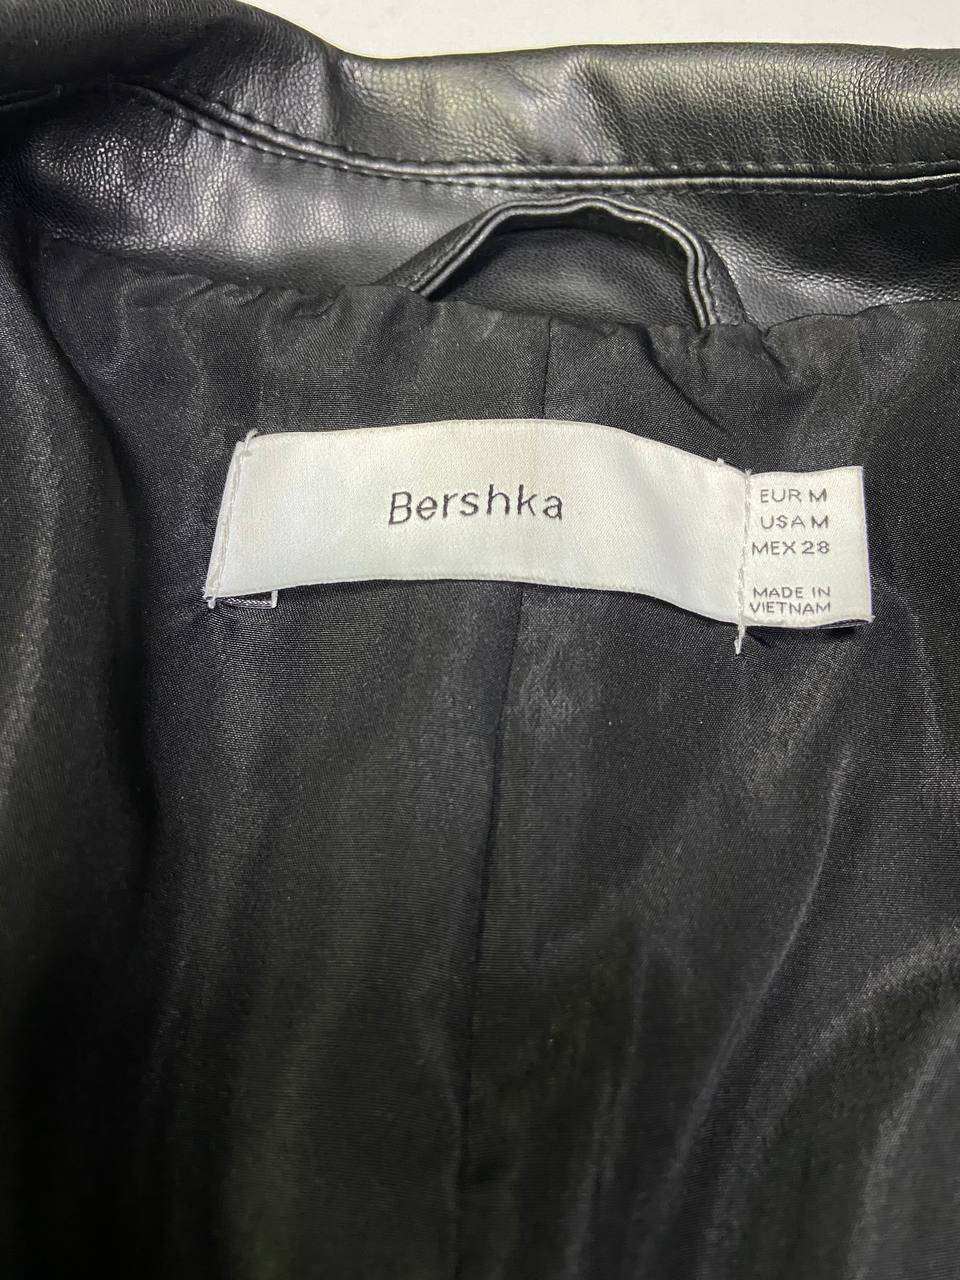 Bershka
EUR M
USA M
MEX 28
MADE IN
VIETNAM